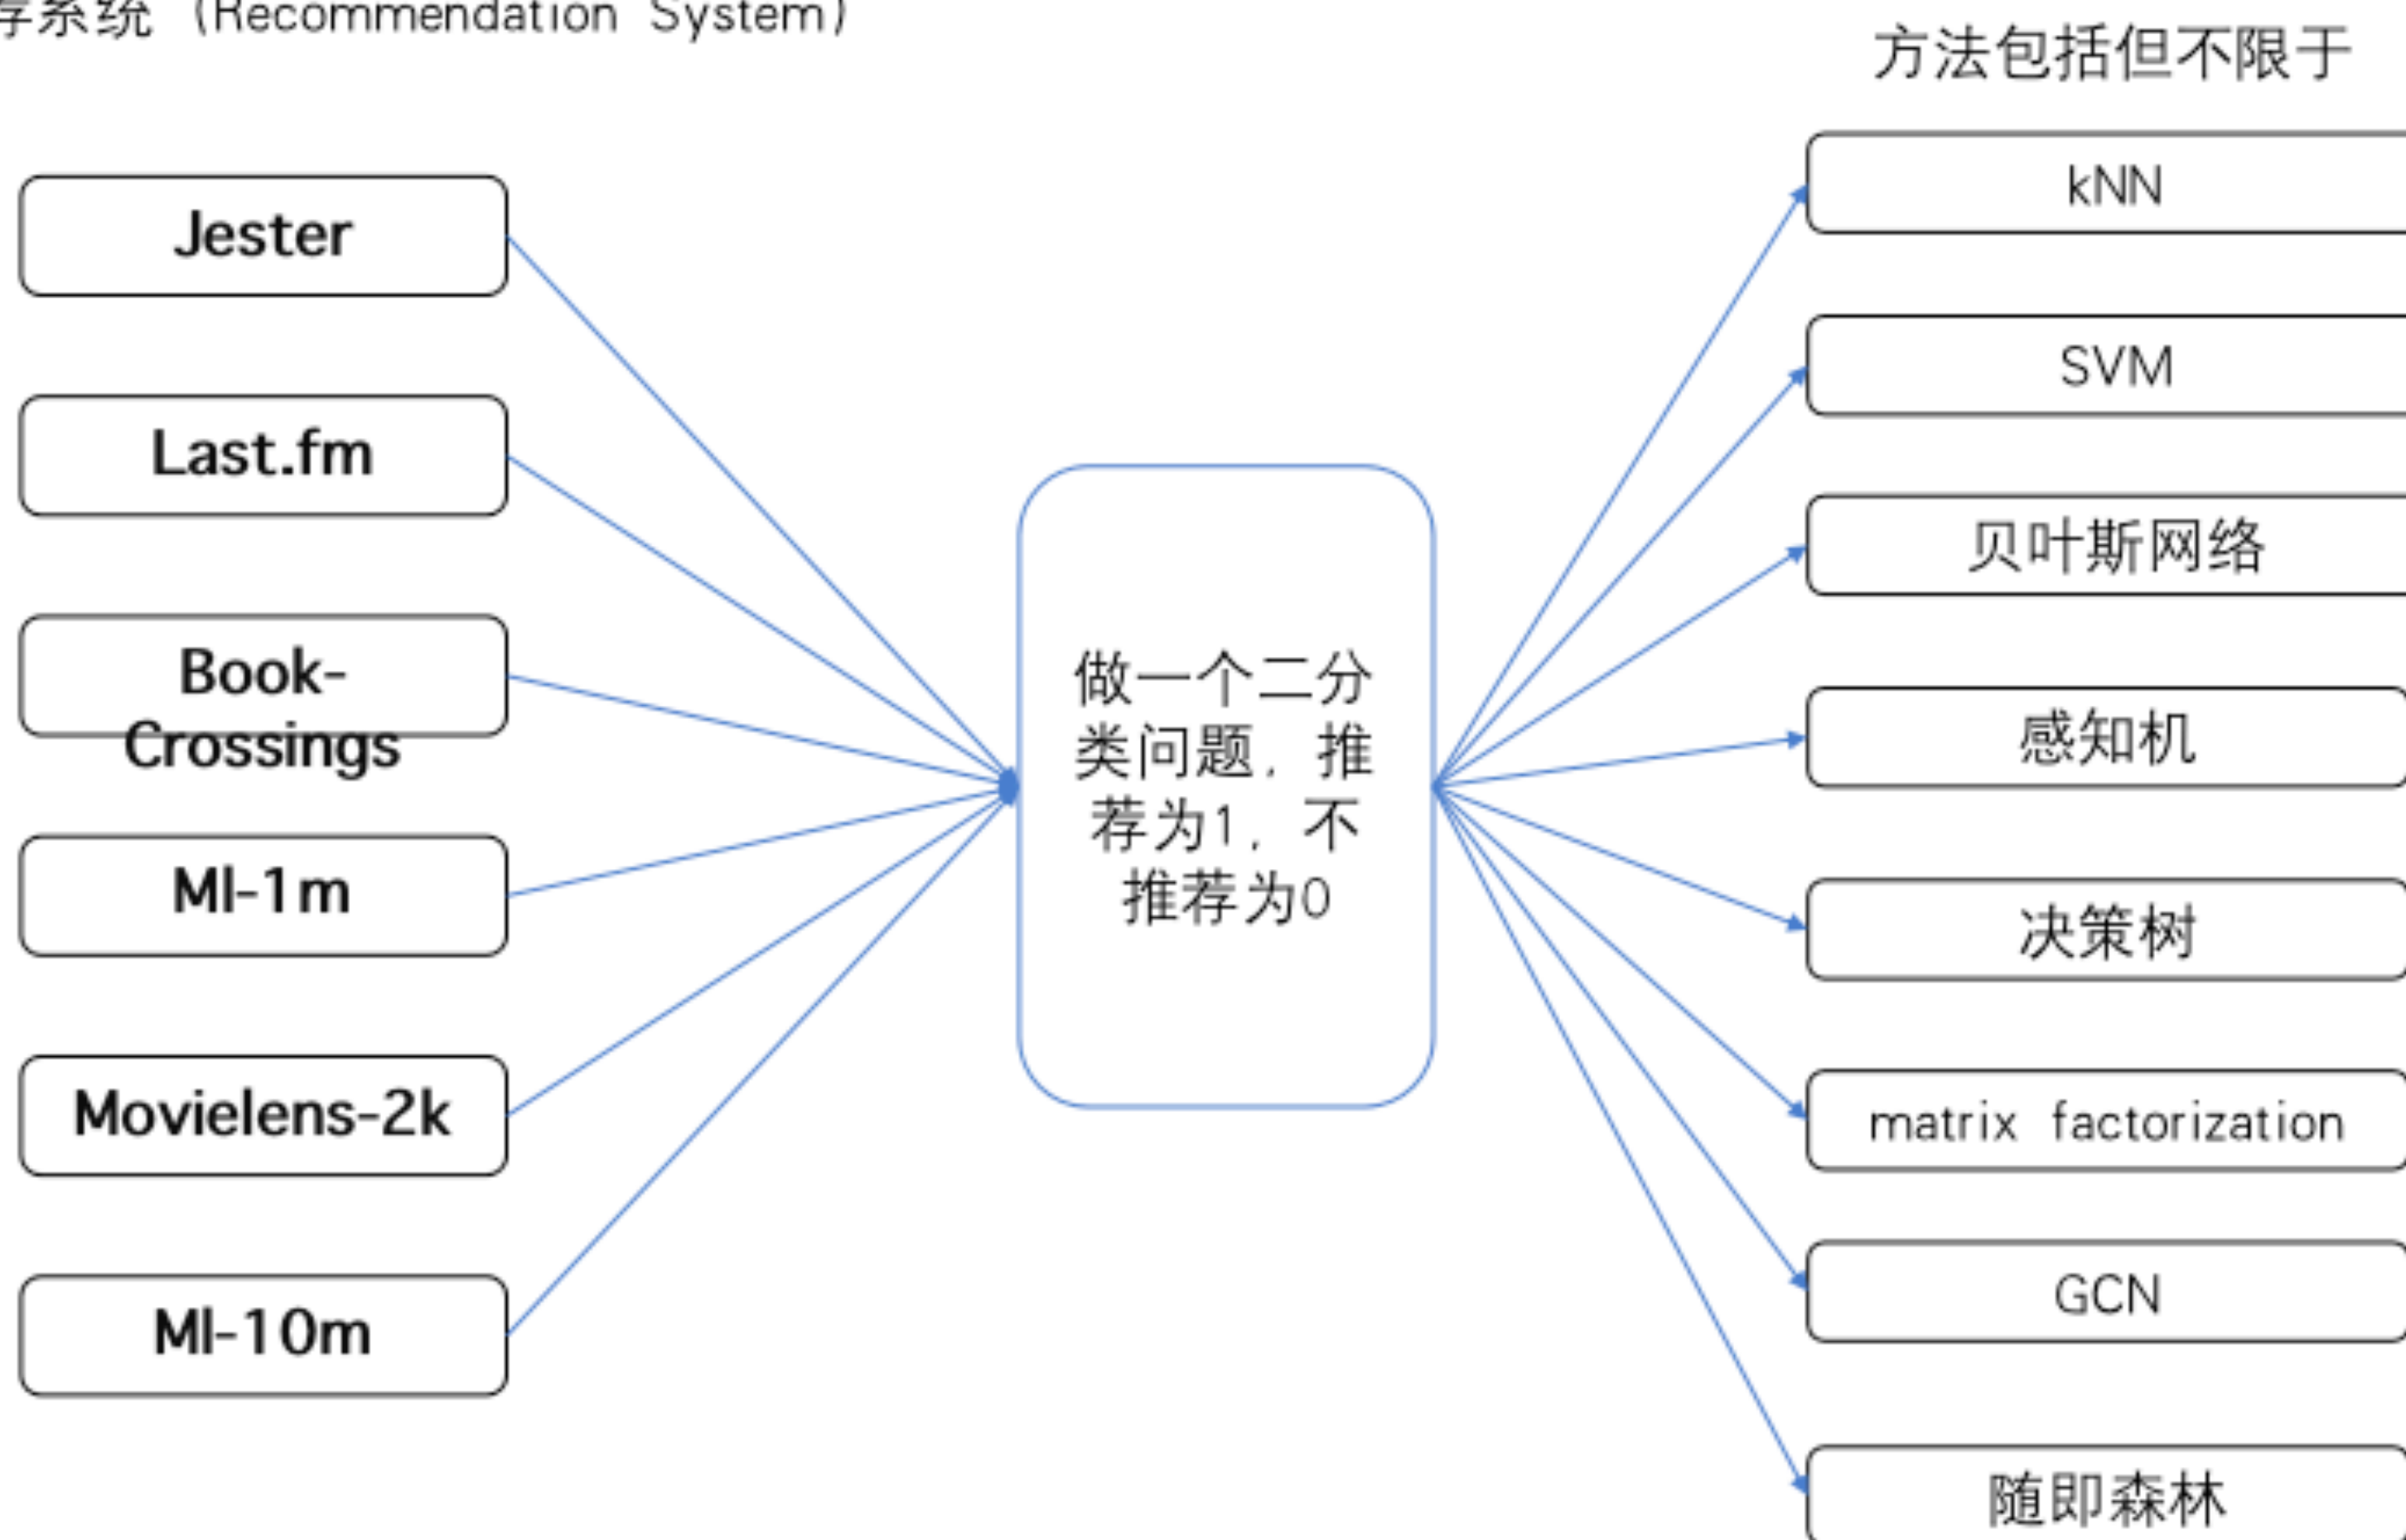 荐系统 (Recommendation System)
方法包括但不限于
Jester
Last.fm
Book-
Crossings
Ml-1m
Movielens-2k
Ml-10m
做一个二分
类问题，推
荐为1，不
推荐为0
kNN
SVM
贝叶斯网络
感知机
决策树
matrix factorization
GCN
随即森林